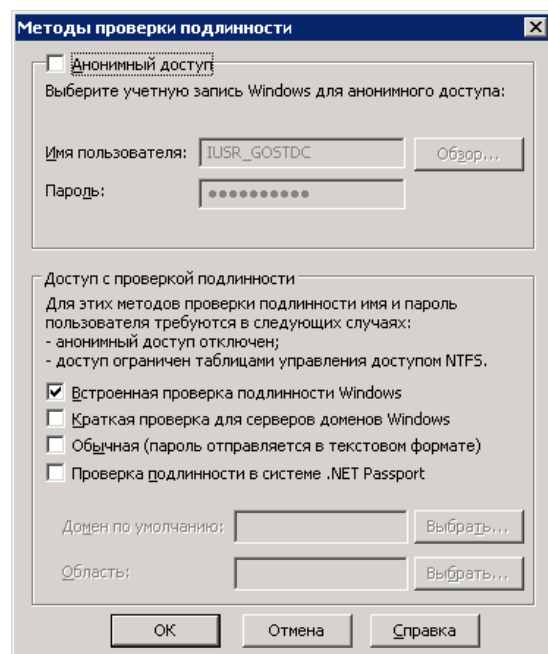 Методы проверки подлинности
Анонимный доступ
Выберите учетную запись Windows для анонимного доступа:
Имя пользователя: IUSR_GOSTDC Обзор...
Пароль: ●●●●●●●●●●
Доступ с проверкой подлинности
Для этих методов проверки подлинности имя и пароль
пользователя требуются в следующих случаях:
- анонимный доступ отключен;
- доступ ограничен таблицами управления доступом NTFS.
Встроенная проверка подлинности Windows
Краткая проверка для серверов доменов Windows
Обычная (пароль отправляется в текстовом формате)
Проверка подлинности в системе .NET Passport
Домен по умолчанию: Выбрать...
Область: Выбрать...
OK Отмена Справка